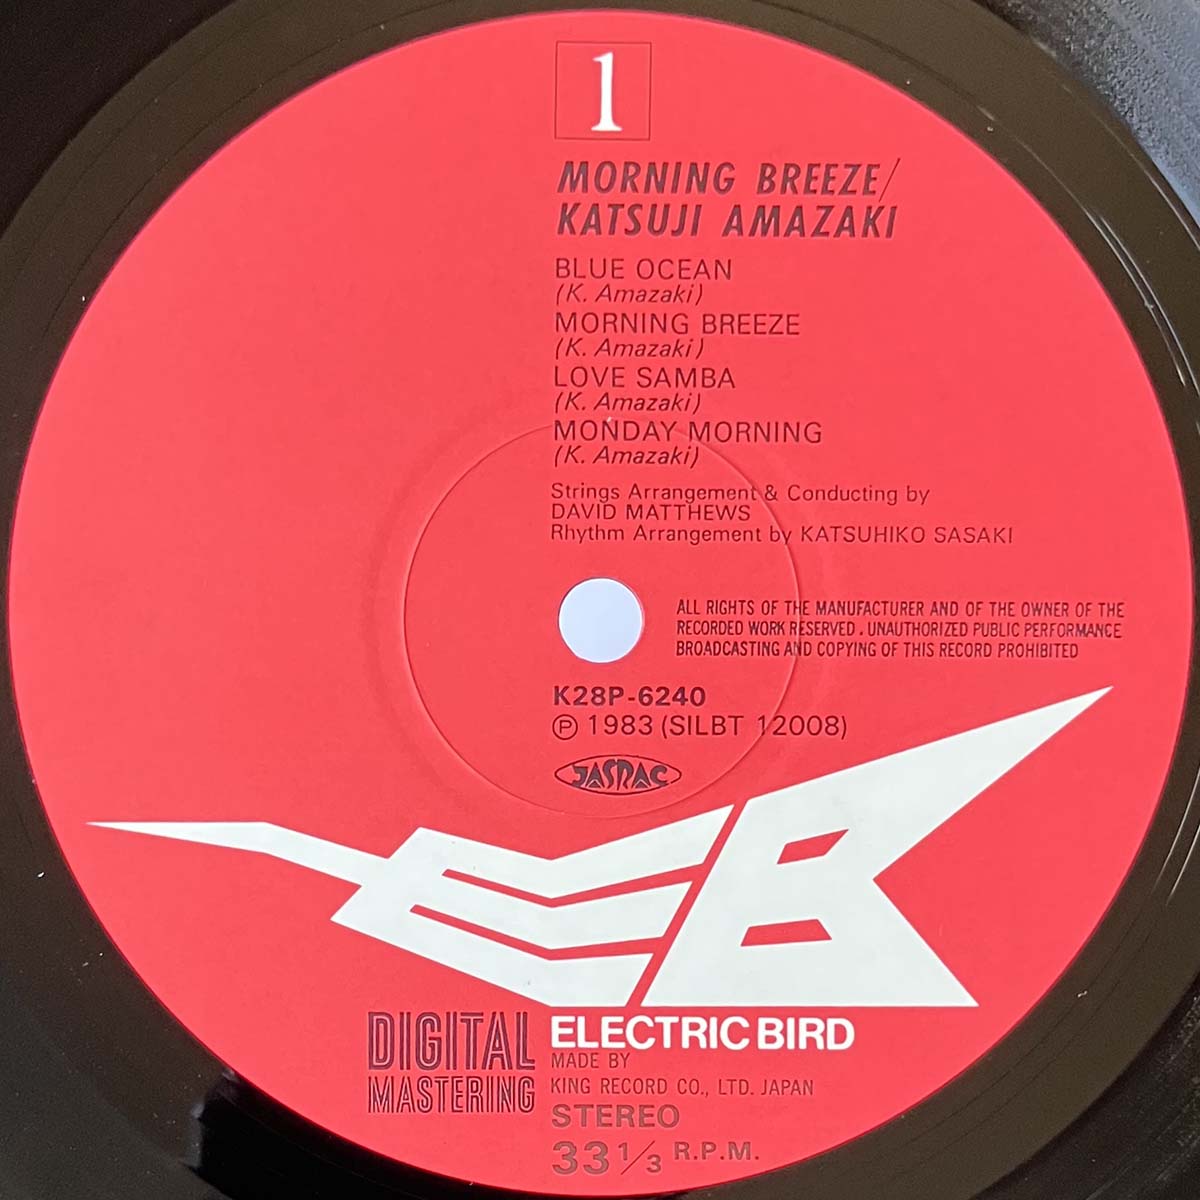 1
MORNING BREEZE/
KATSUJI AMAZAKI
BLUE OCEAN
(K. Amazaki)
MORNING BREEZE
(K. Amazaki)
LOVE SAMBA
(K. Amazaki)
MONDAY MORNING
(K. Amazaki)
Strings Arrangement & Conducting by
DAVID MATTHEWS
Rhythm Arrangement by KATSUHIKO SASAKI
ALL RIGHTS OF THE MANUFACTURER AND OF THE OWNER OF THE
RECORDED WORK RESERVED. UNAUTHORIZED PUBLIC PERFORMANCE
BROADCASTING AND COPYING OF THIS RECORD PROHIBITED
K28P-6240
℗ 1983 (SILBT 12008)
JASRAC
EB
DIGITAL
MASTERING
ELECTRIC BIRD
MADE BY
KING RECORD CO., LTD. JAPAN
STEREO
33 1/3 R.P.M.